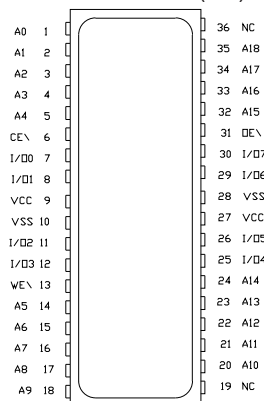 A0 1 36 NC
A1 2 35 A18
A2 3 34 A17
A3 4 33 A16
A4 5 32 A15
CE\ 6 31 OE\
I/O0 7 30 I/O7
I/O1 8 29 I/O6
VCC 9 28 VSS
VSS 10 27 VCC
I/O2 11 26 I/O5
I/O3 12 25 I/O4
WE\ 13 24 A14
A5 14 23 A13
A6 15 22 A12
A7 16 21 A11
A8 17 20 A10
A9 18 19 NC